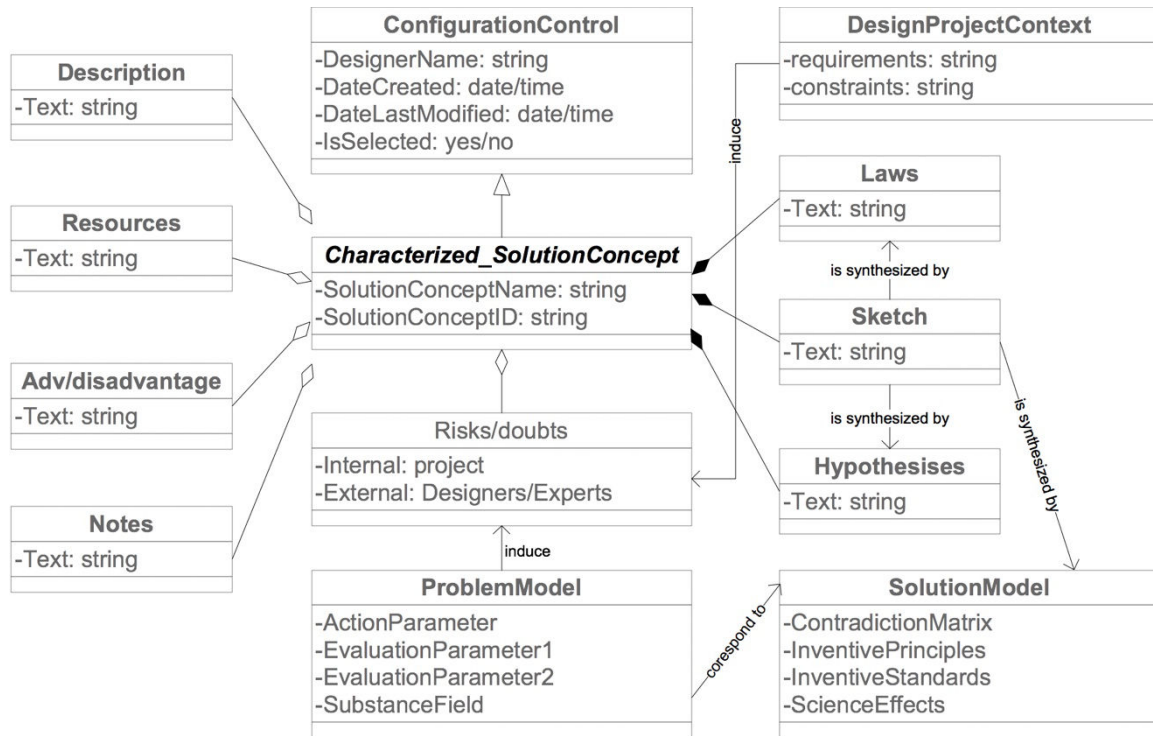 ConfigurationControl
-DesignerName: string
-DateCreated: date/time
-DateLastModified: date/time
-IsSelected: yes/no
DesignProjectContext
-requirements: string
-constraints: string
Description
-Text: string
induce
Laws
-Text: string
Resources
-Text: string
Characterized_SolutionConcept
-SolutionConceptName: string
-SolutionConceptID: string
is synthesized by
Sketch
-Text: string
Adv/disadvantage
-Text: string
Risks/doubts
-Internal: project
-External: Designers/Experts
is synthesized by
is synthesized by
Hypothesises
-Text: string
Notes
-Text: string
induce
ProblemModel
-ActionParameter
-EvaluationParameter1
-EvaluationParameter2
-SubstanceField
corespond to
SolutionModel
-ContradictionMatrix
-InventivePrinciples
-InventiveStandards
-ScienceEffects